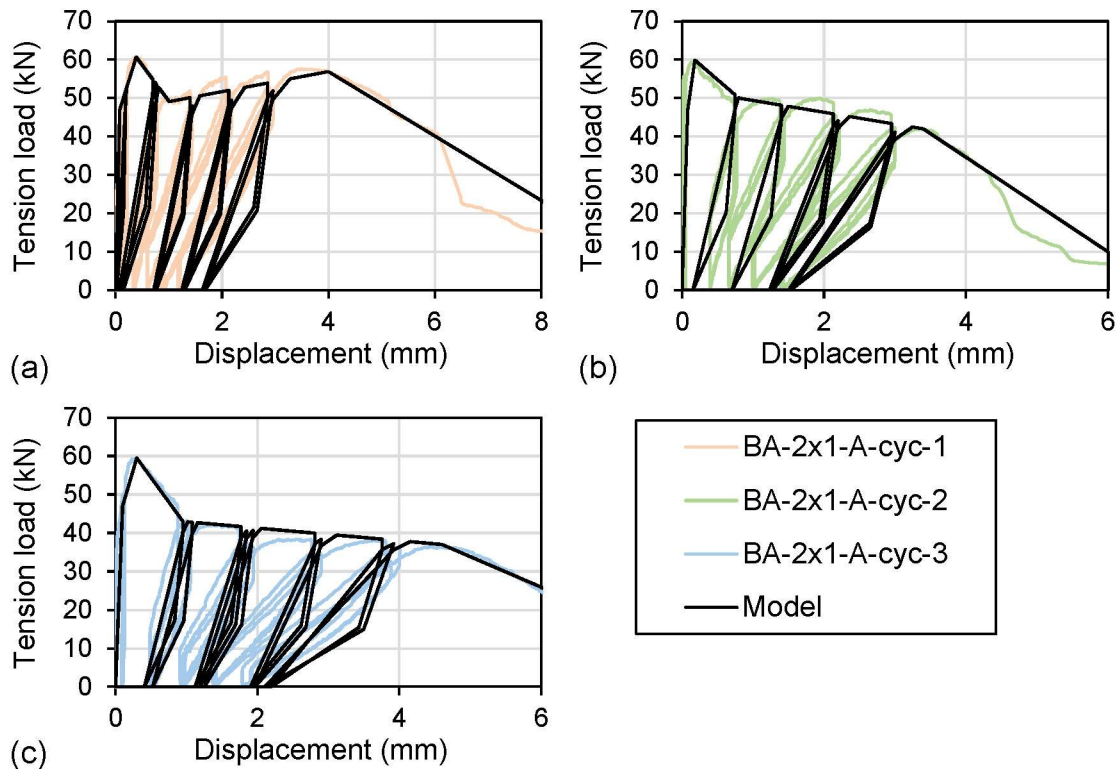 70
60
50
40
30
20
10
0
Tension load (kN)
0 2 4 6 8
Displacement (mm)
(a)
70
60
50
40
30
20
10
0
Tension load (kN)
0 2 4 6
Displacement (mm)
(b)
70
60
50
40
30
20
10
0
Tension load (kN)
0 2 4 6
Displacement (mm)
(c)
BA-2x1-A-cyc-1
BA-2x1-A-cyc-2
BA-2x1-A-cyc-3
Model